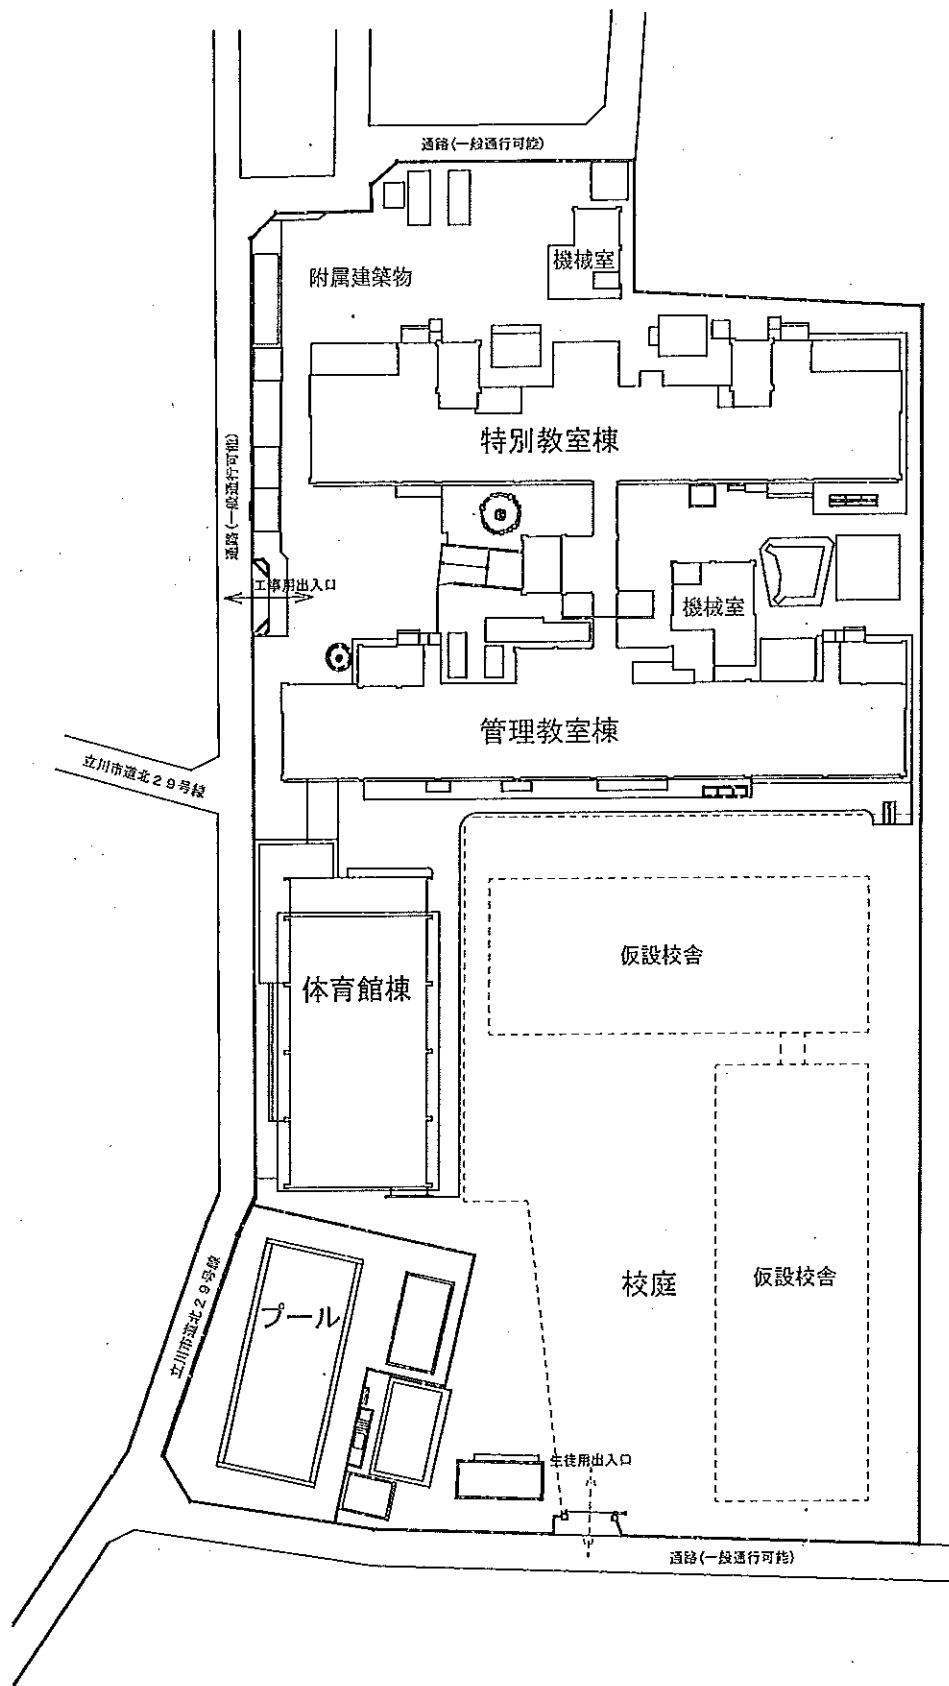 通路(一般通行可能)
機械室
附属建築物
特別教室棟
通路(一般通行可能)
工事用出入口
機械室
管理教室棟
立川市道北29号線
仮設校舎
体育館棟
校庭
仮設校舎
立川市道北29号線
プール
生徒用出入口
通路(一般通行可能)